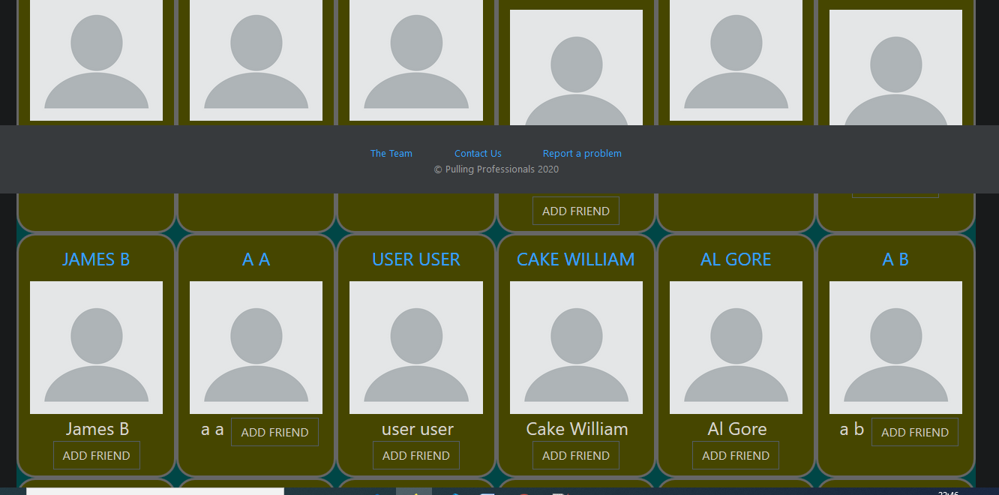 The Team Contact Us Report a problem
© Pulling Professionals 2020
ADD FRIEND
JAMES B A A USER USER CAKE WILLIAM AL GORE A B
James B a a ADD FRIEND user user Cake William Al Gore a b ADD FRIEND
ADD FRIEND ADD FRIEND ADD FRIEND ADD FRIEND